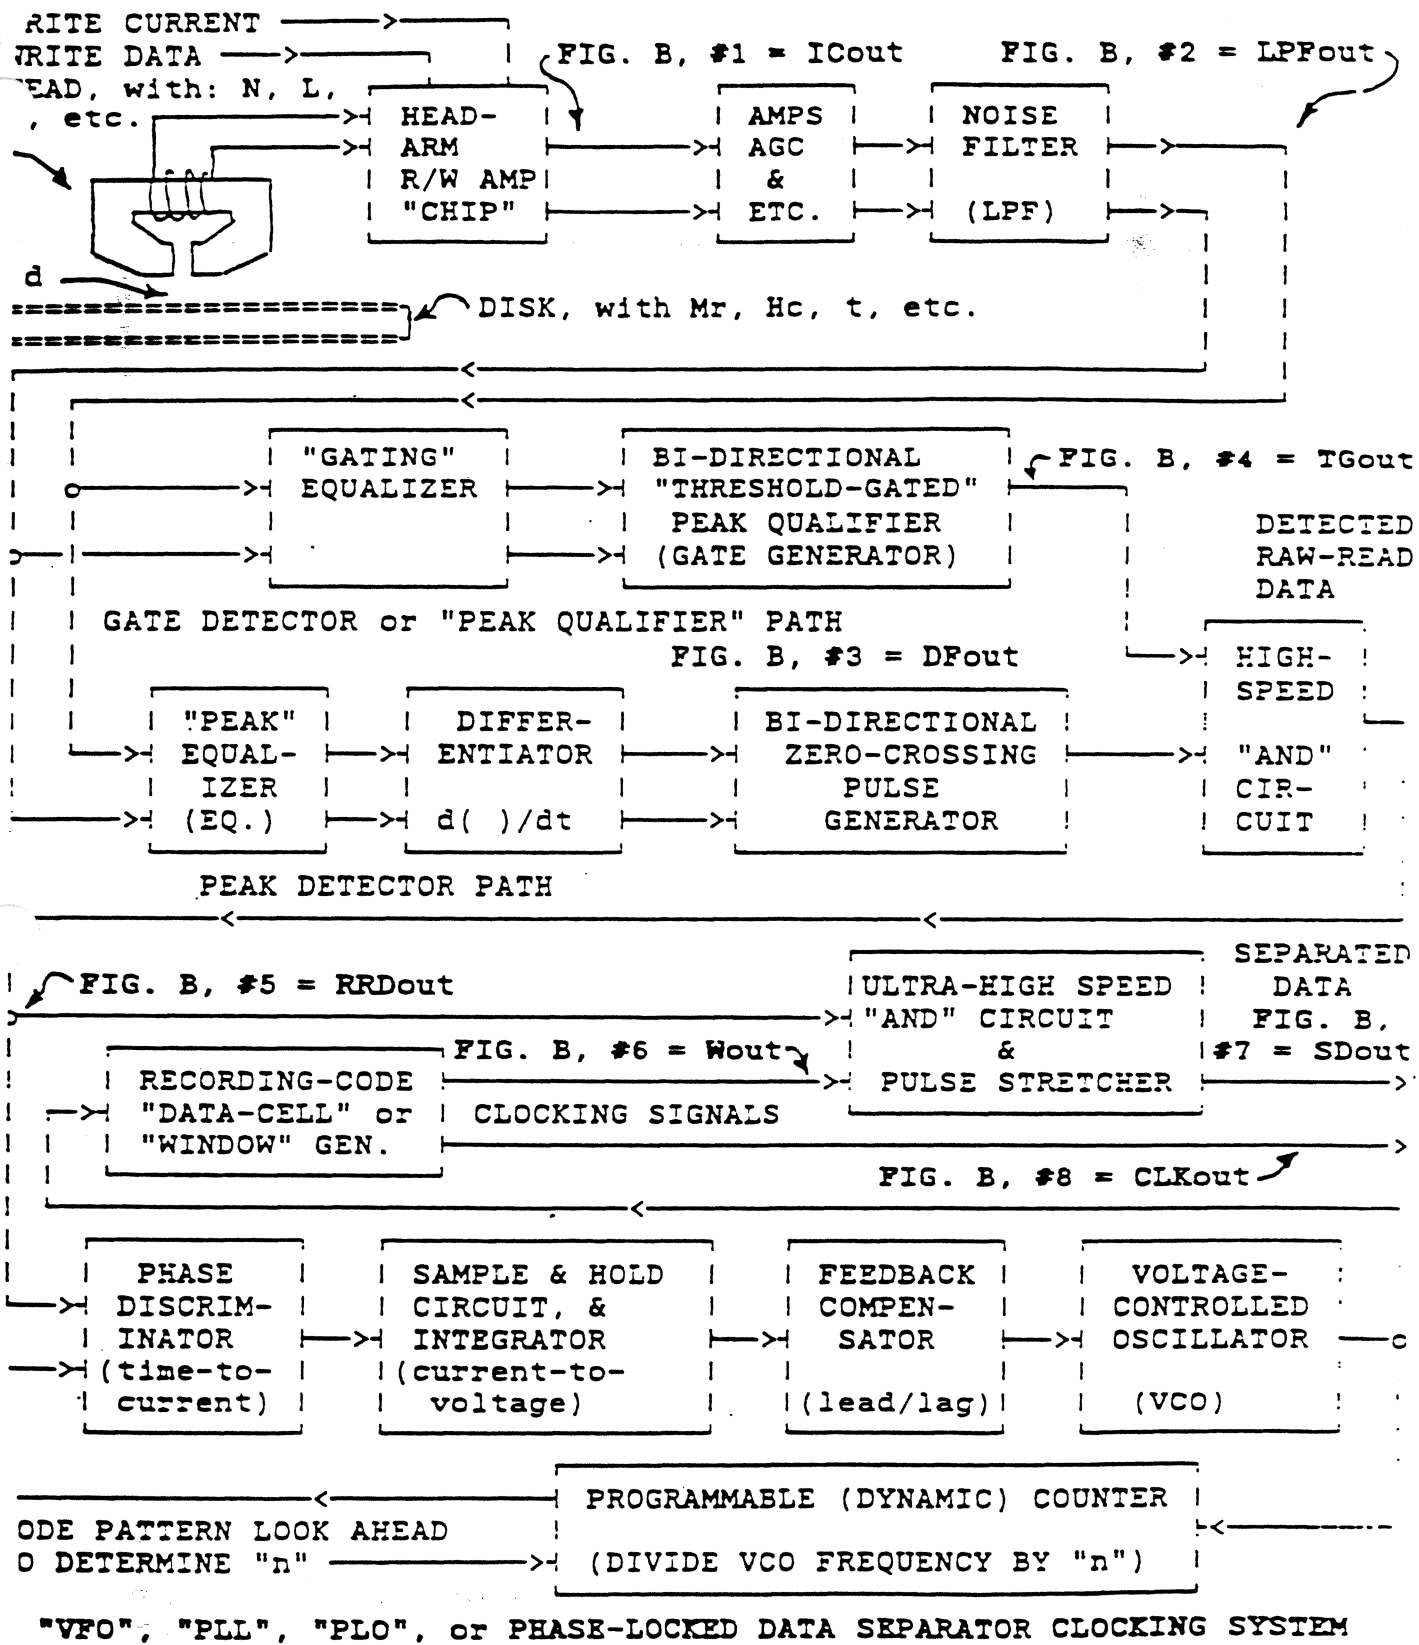 RITE CURRENT
WRITE DATA
FIG. B, #1 = ICout
FIG. B, #2 = LPFout
EAD, with: N, L,
, etc.
HEAD-
ARM
R/W AMP
"CHIP"
AMPS
AGC
&
ETC.
NOISE
FILTER
(LPF)
d
DISK, with Mr, Hc, t, etc.
"GATING"
EQUALIZER
BI-DIRECTIONAL
"THRESHOLD-GATED"
PEAK QUALIFIER
(GATE GENERATOR)
FIG. B, #4 = TGout
DETECTED
RAW-READ
DATA
GATE DETECTOR or "PEAK QUALIFIER" PATH
FIG. B, #3 = DFout
"PEAK"
EQUAL-
IZER
(EQ.)
DIFFER-
ENTIATOR
d( )/dt
BI-DIRECTIONAL
ZERO-CROSSING
PULSE
GENERATOR
HIGH-
SPEED
"AND"
CIR-
CUIT
PEAK DETECTOR PATH
FIG. B, #5 = RRDout
ULTRA-HIGH SPEED
"AND" CIRCUIT
&
PULSE STRETCHER
SEPARATED
DATA
FIG. B,
#7 = SDout
FIG. B, #6 = Wout
RECORDING-CODE
"DATA-CELL" or
"WINDOW" GEN.
CLOCKING SIGNALS
FIG. B, #8 = CLKout
PHASE
DISCRIM-
INATOR
(time-to-
current)
SAMPLE & HOLD
CIRCUIT, &
INTEGRATOR
(current-to-
voltage)
FEEDBACK
COMPEN-
SATOR
(lead/lag)
VOLTAGE-
CONTROLLED
OSCILLATOR
(VCO)
PROGRAMMABLE (DYNAMIC) COUNTER
(DIVIDE VCO FREQUENCY BY "n")
ODE PATTERN LOOK AHEAD
O DETERMINE "n"
"VFO", "PLL", "PLO", or PHASE-LOCKED DATA SEPARATOR CLOCKING SYSTEM